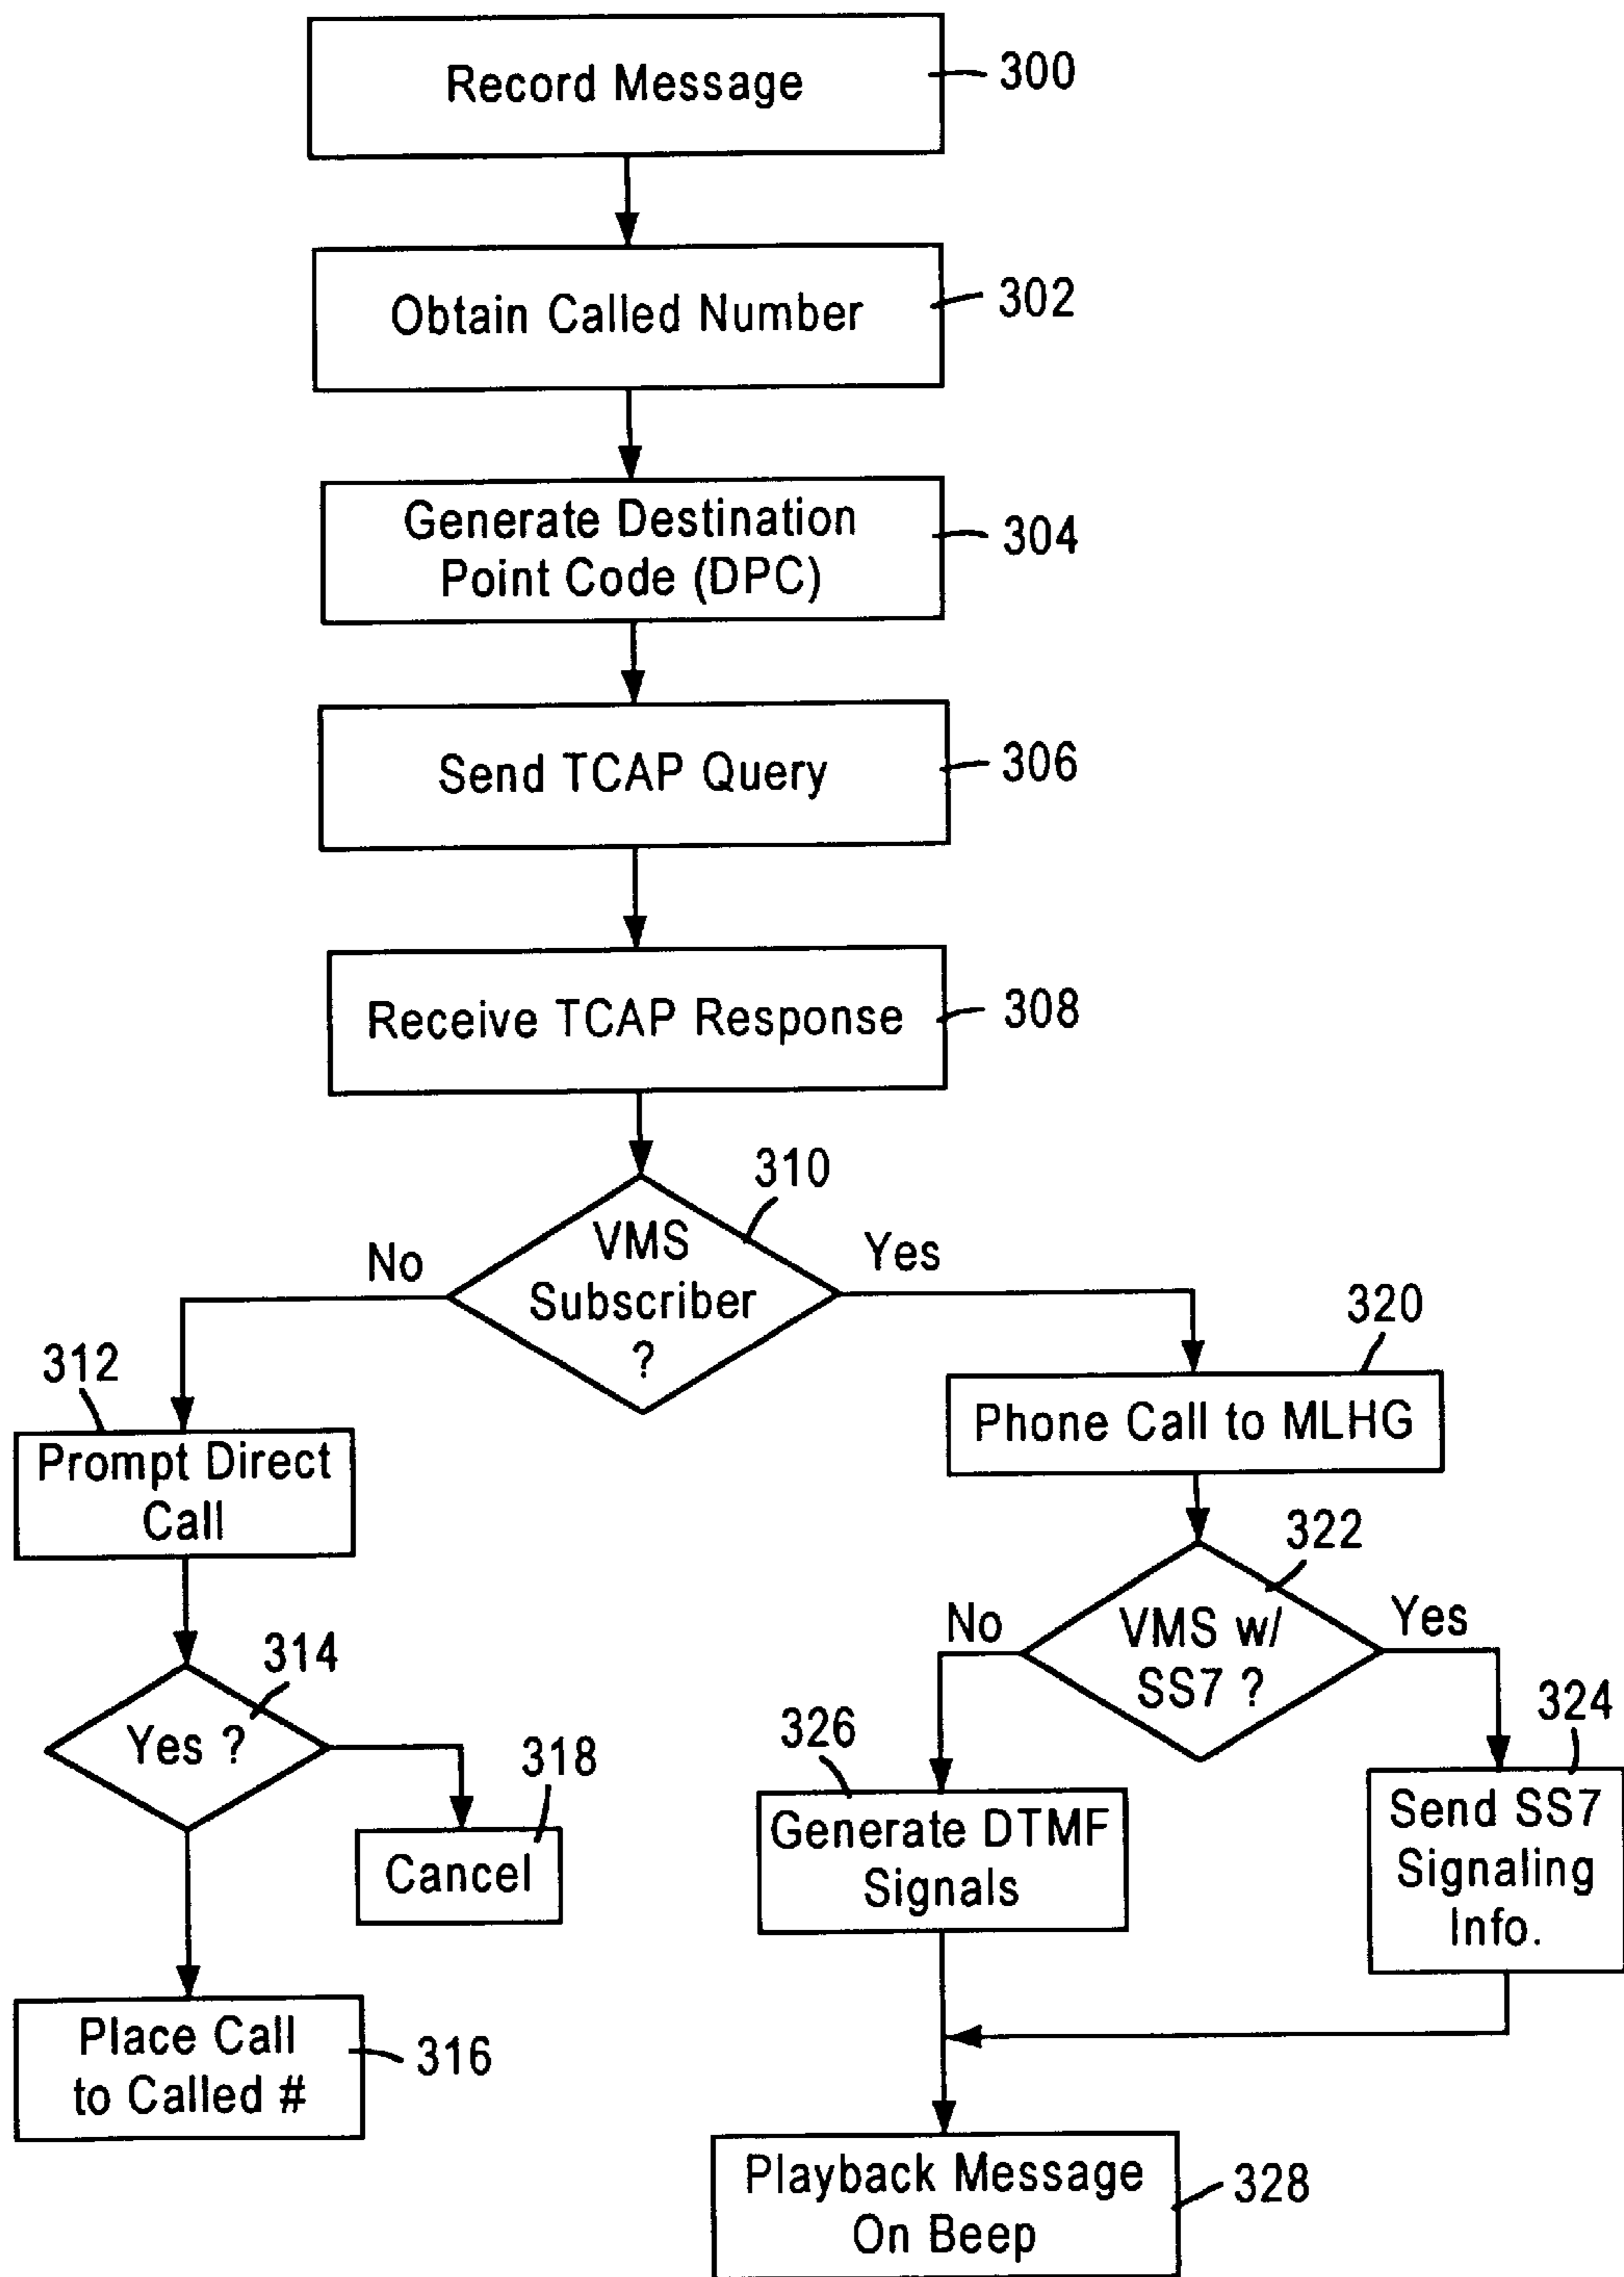 Record Message
300
Obtain Called Number
302
Generate Destination
Point Code (DPC)
304
Send TCAP Query
306
Receive TCAP Response
308
310
VMS
Subscriber
?
No
Yes
312
Prompt Direct
Call
320
Phone Call to MLHG
314
Yes ?
322
VMS w/
SS7 ?
No
Yes
318
Cancel
326
Generate DTMF
Signals
324
Send SS7
Signaling
Info.
Place Call
to Called #
316
Playback Message
On Beep
328